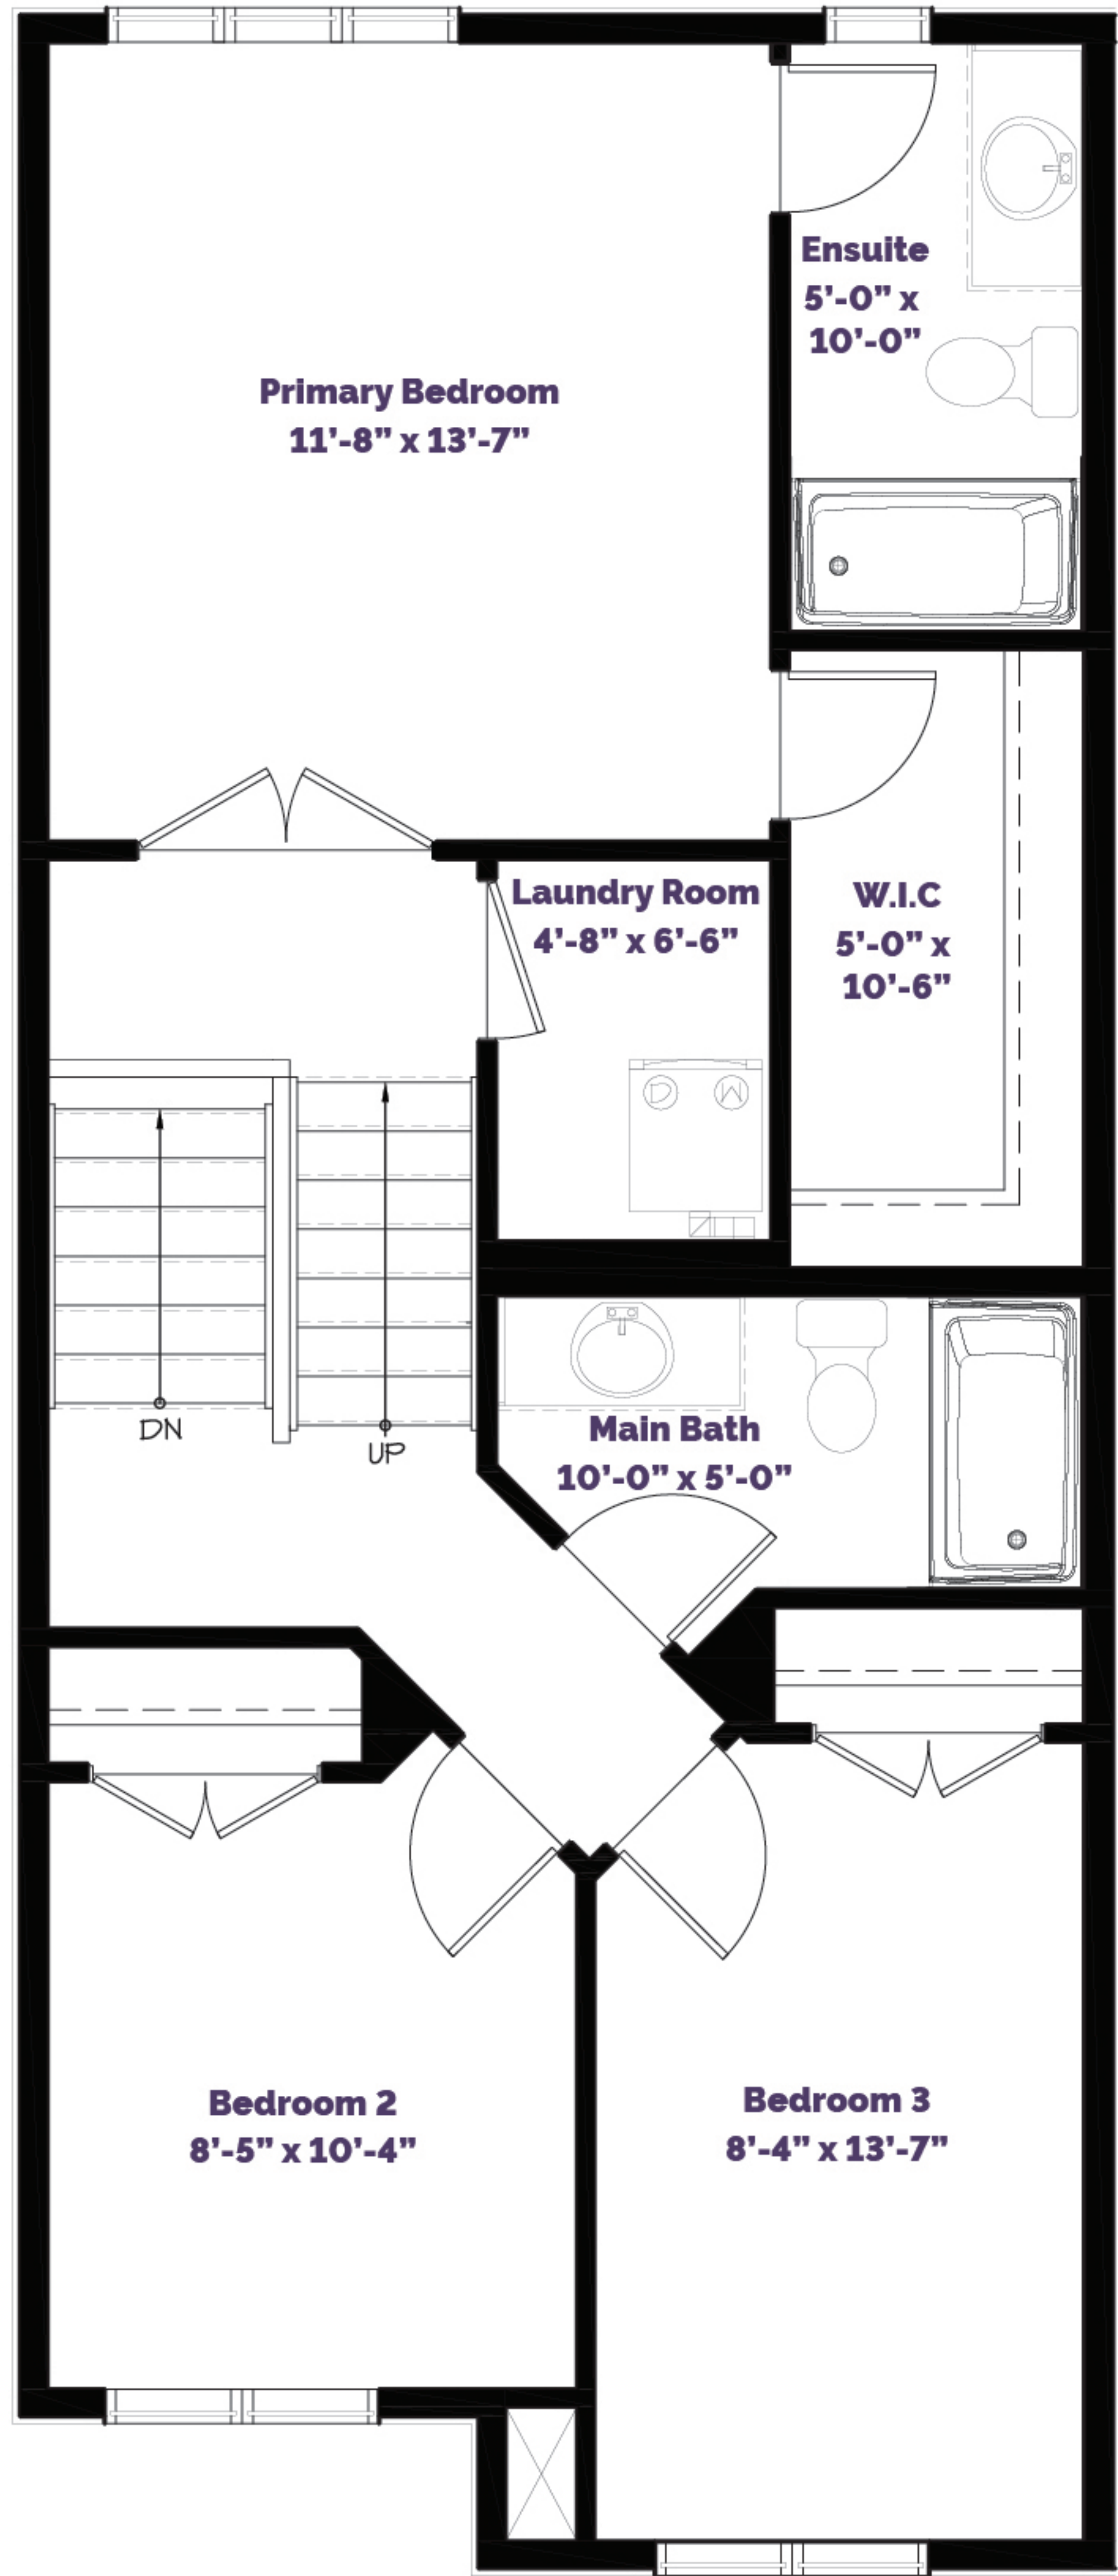 Ensuite
5’-0” x
10’-0”
Primary Bedroom
11’-8” x 13’-7”
Laundry Room
4’-8” x 6’-6”
W.I.C
5’-0” x
10’-6”
D W
DN
UP
Main Bath
10’-0” x 5’-0”
Bedroom 2
8’-5” x 10’-4”
Bedroom 3
8’-4” x 13’-7”